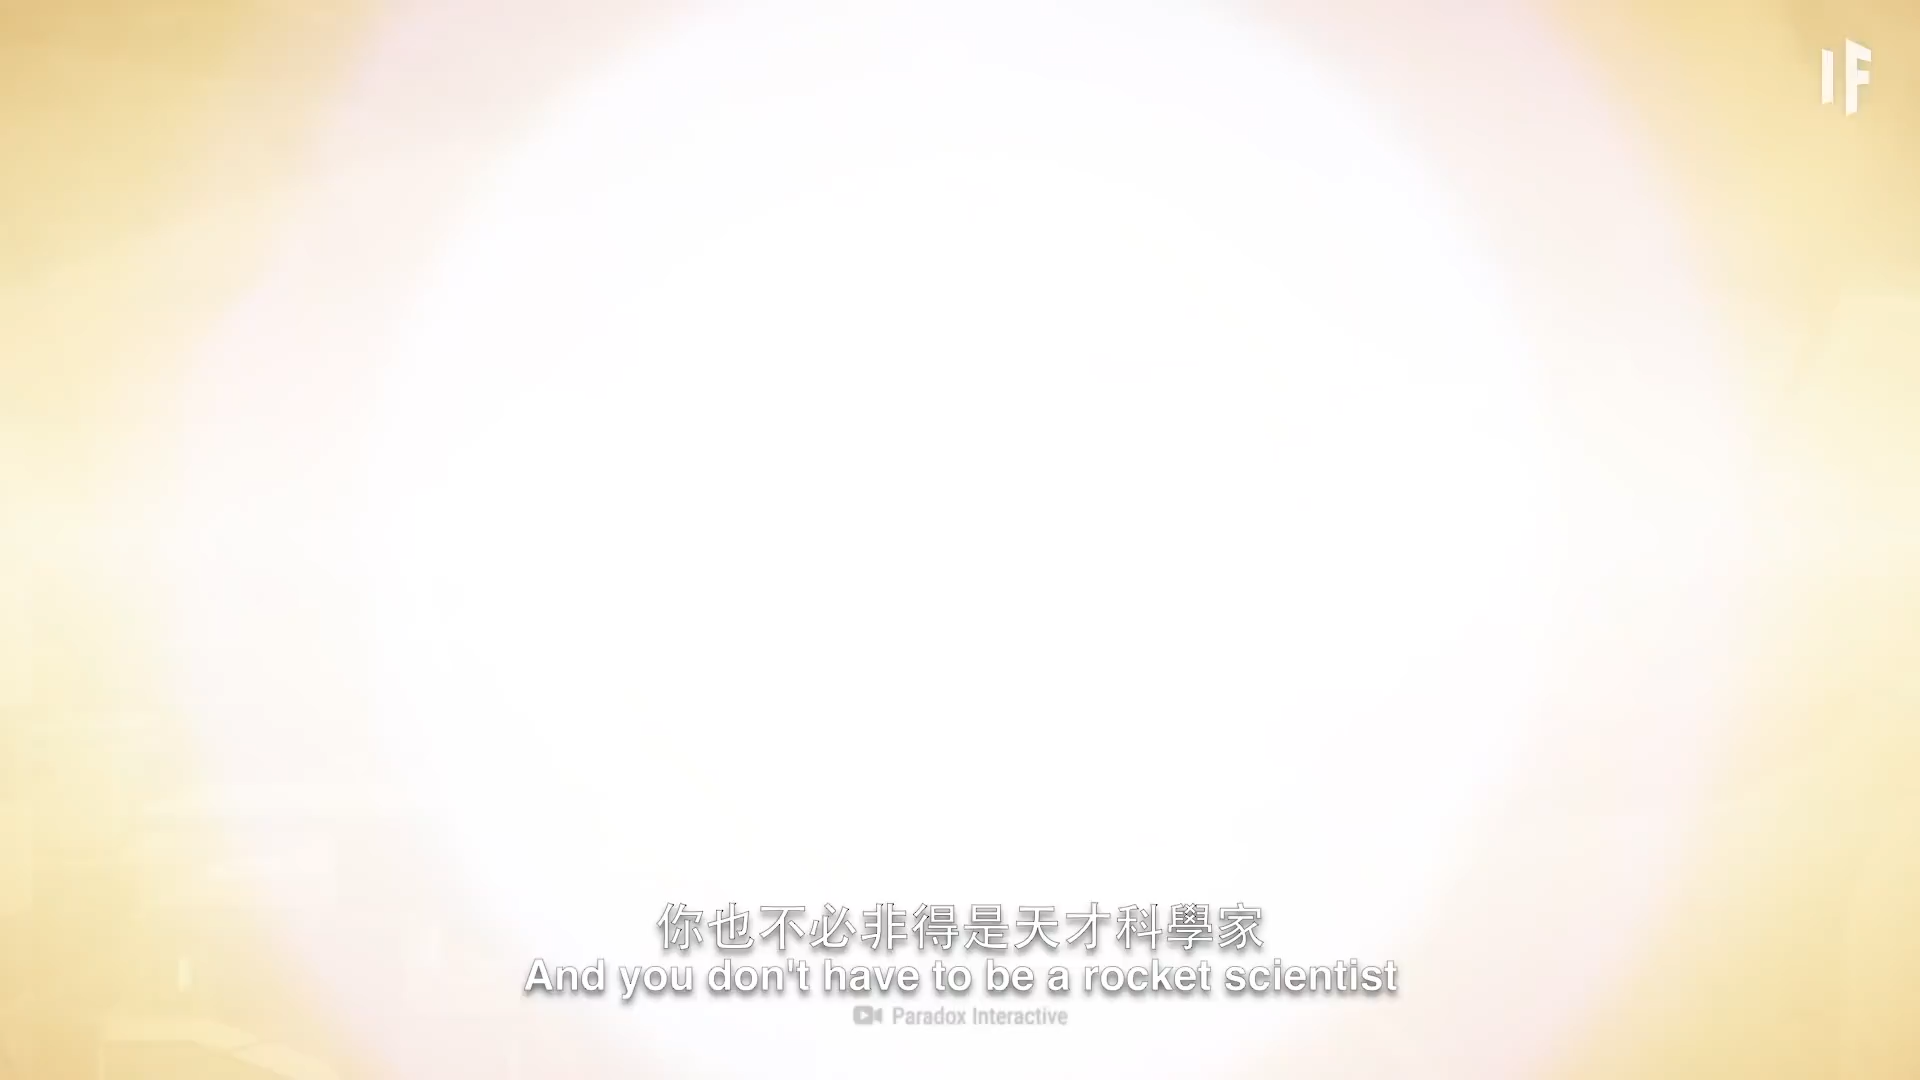 IF
你也不必非得是天才科學家
And you don't have to be a rocket scientist
Paradox Interactive